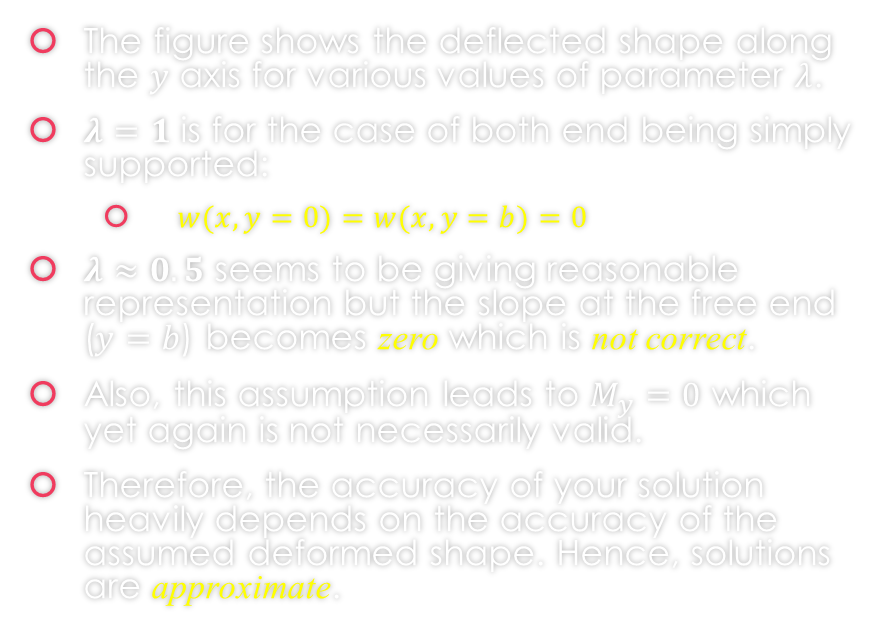 The figure shows the deflected shape along
the y axis for various values of parameter λ.
λ = 1 is for the case of both end being simply
supported:
w(x, y = 0) = w(x, y = b) = 0
λ ≈ 0.5 seems to be giving reasonable
representation but the slope at the free end
(y = b) becomes zero which is not correct.
Also, this assumption leads to M_y = 0 which
yet again is not necessarily valid.
Therefore, the accuracy of your solution
heavily depends on the accuracy of the
assumed deformed shape. Hence, solutions
are approximate.